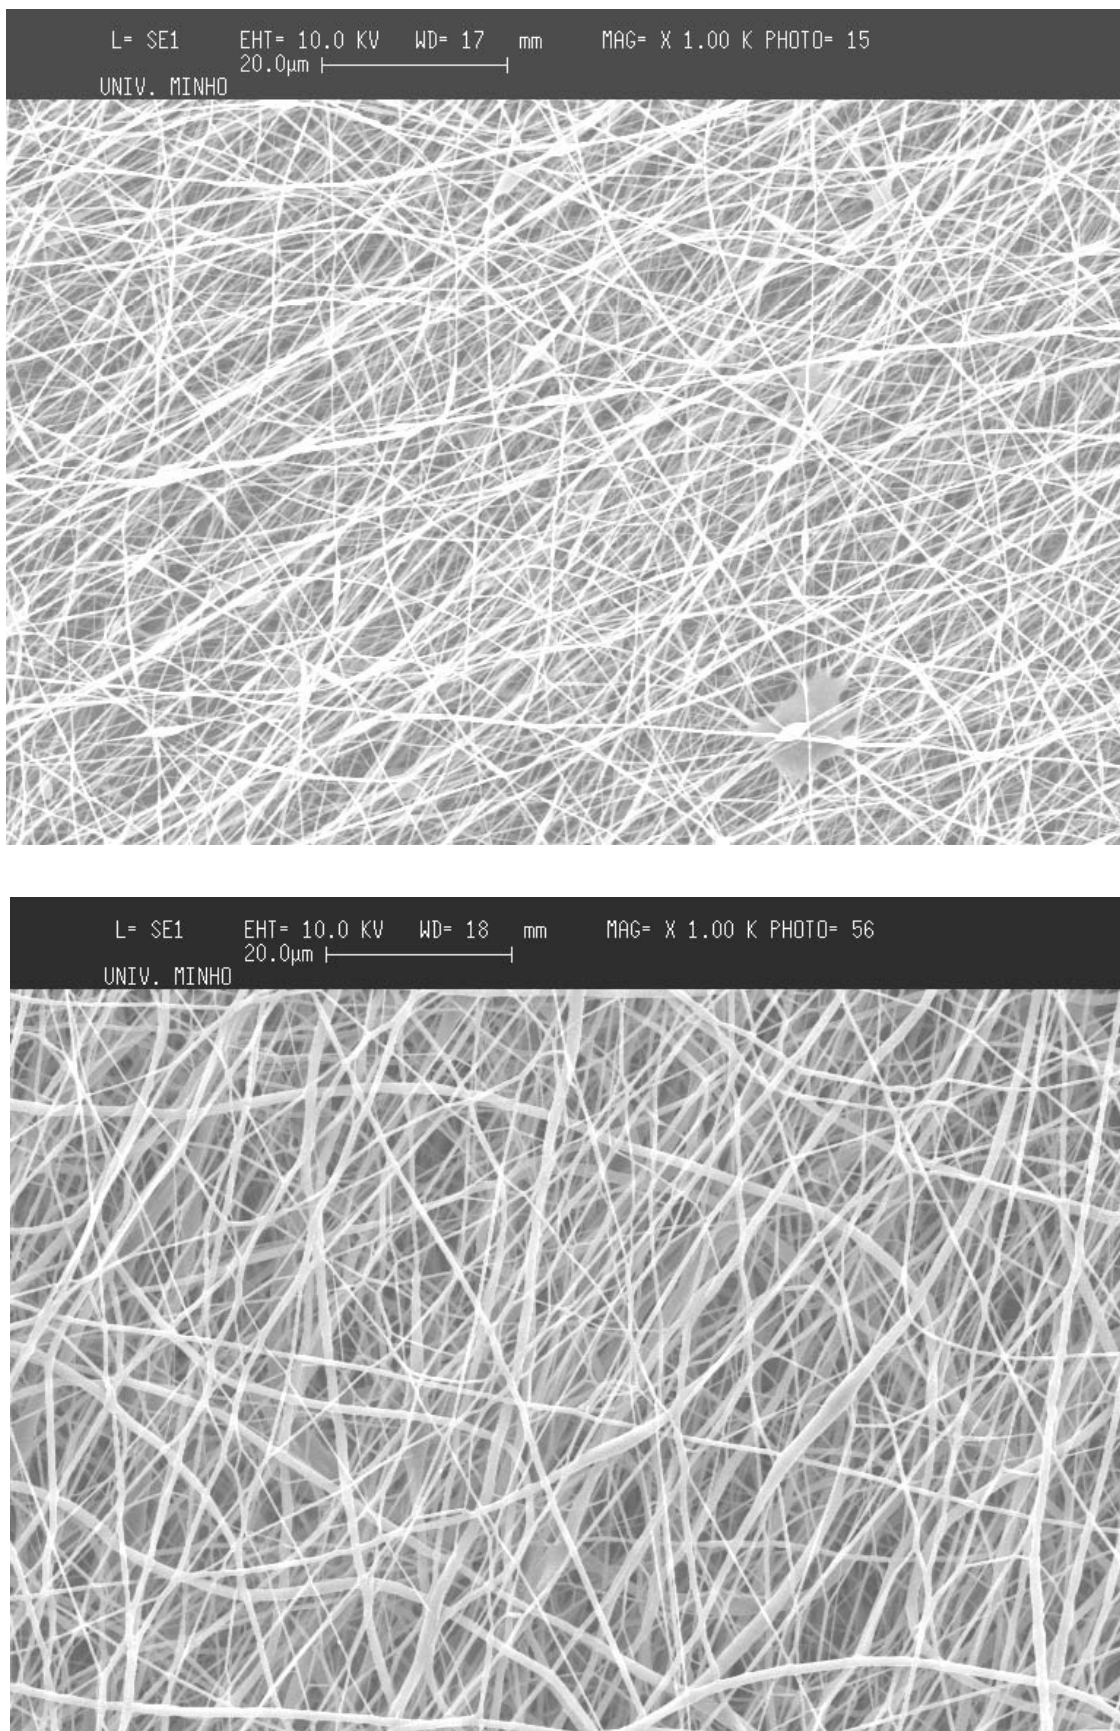 L= SE1 EHT= 10.0 KV WD= 17 mm MAG= X 1.00 K PHOTO= 15
20.0µm
UNIV. MINHO
L= SE1 EHT= 10.0 KV WD= 18 mm MAG= X 1.00 K PHOTO= 56
20.0µm
UNIV. MINHO